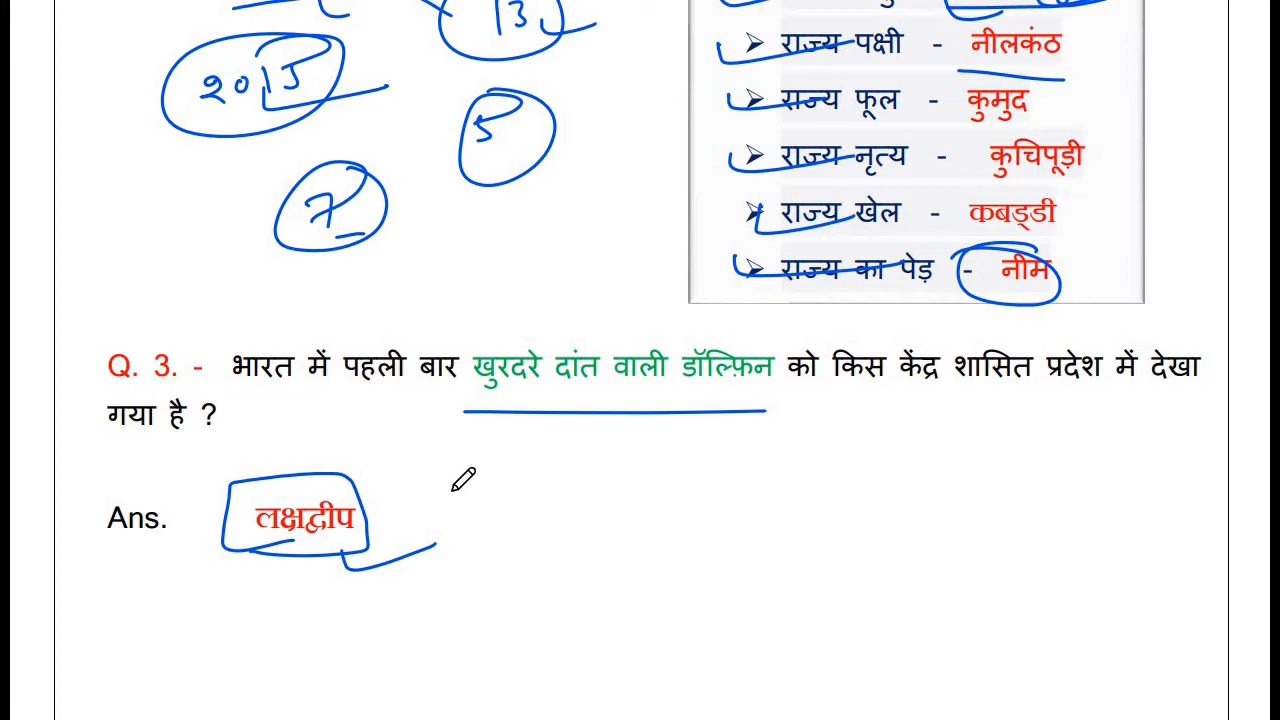 13
2015
5
7
➢ राज्य पक्षी - नीलकंठ
➢ राज्य फूल - कुमुद
➢ राज्य नृत्य - कुचिपूड़ी
➢ राज्य खेल - कबड्डी
➢ राज्य का पेड़ - नीम
Q. 3. - भारत में पहली बार खुरदरे दांत वाली डॉल्फ़िन को किस केंद्र शासित प्रदेश में देखा
गया है ?
Ans. लक्षद्वीप